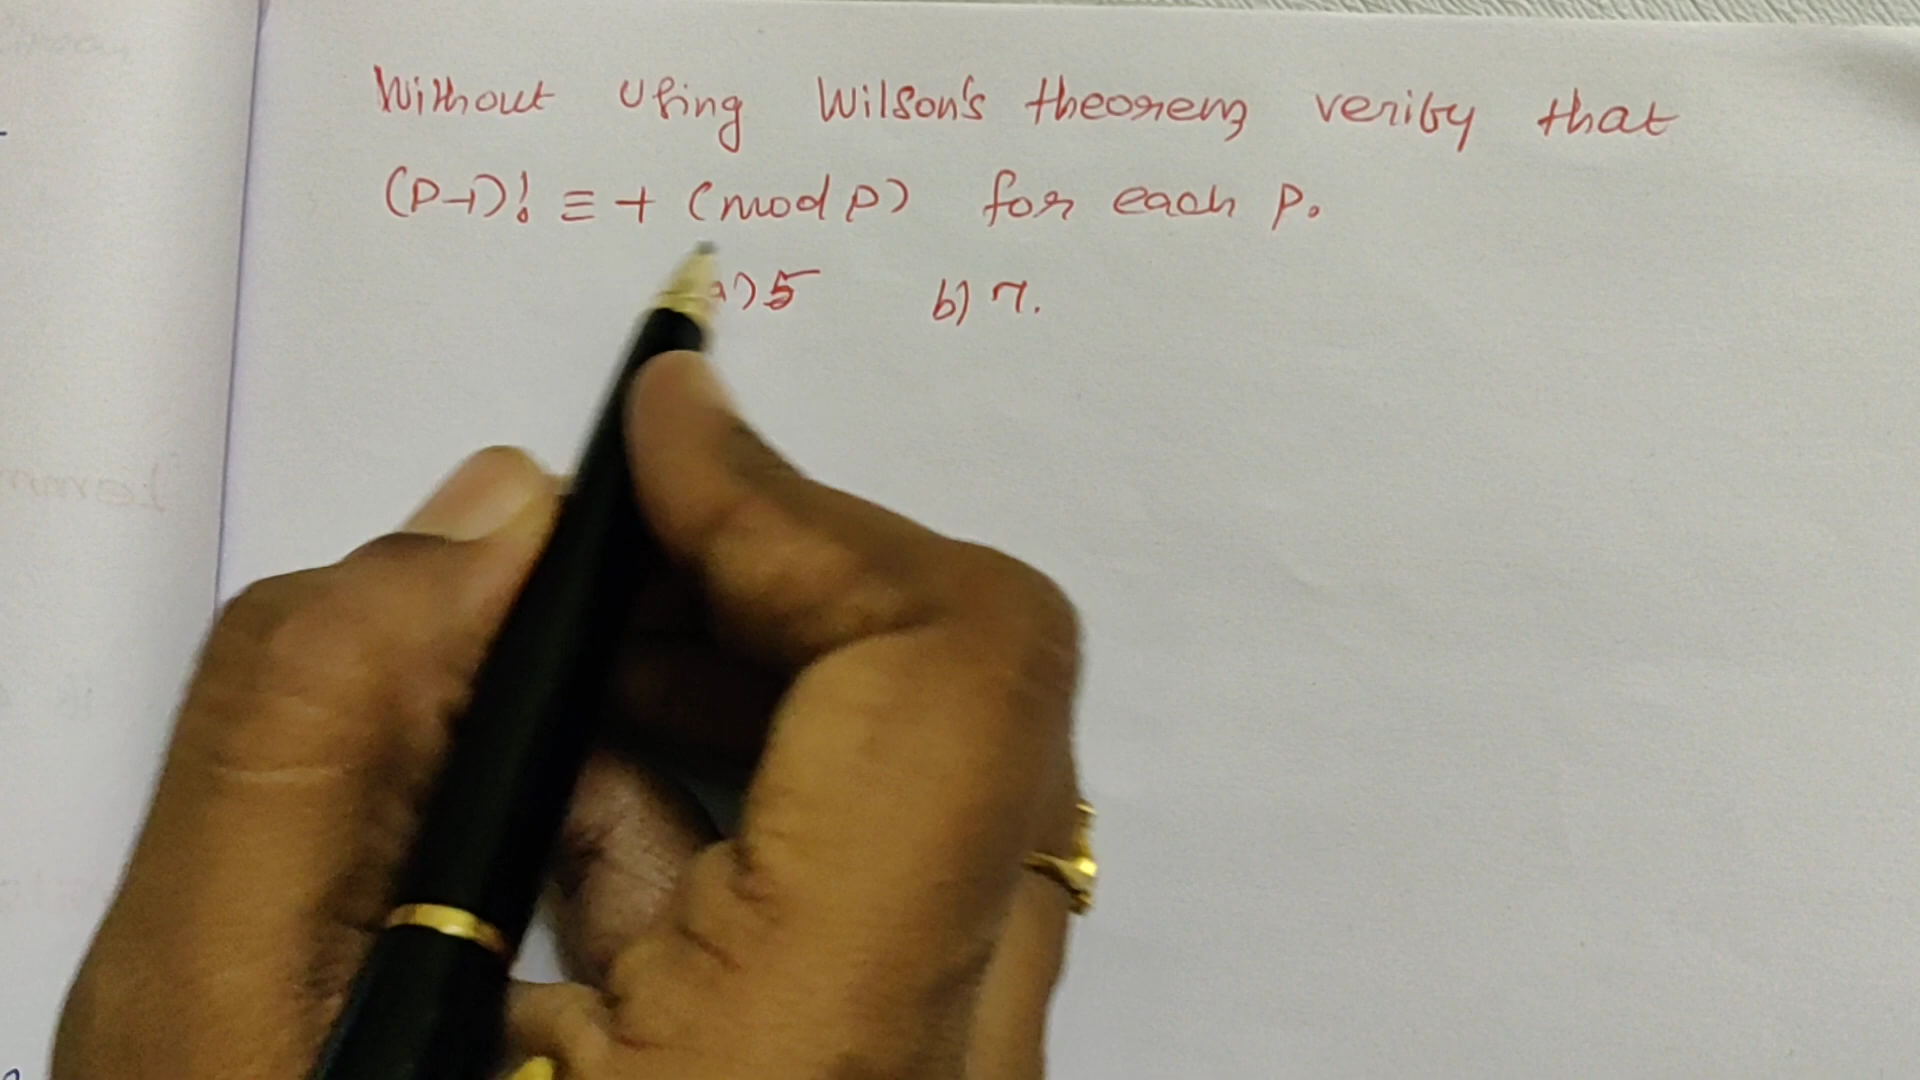 Without Using Wilson's theorem verify that
(P-1)! ≡ -1 (mod P) for each P.
a) 5 b) 7.